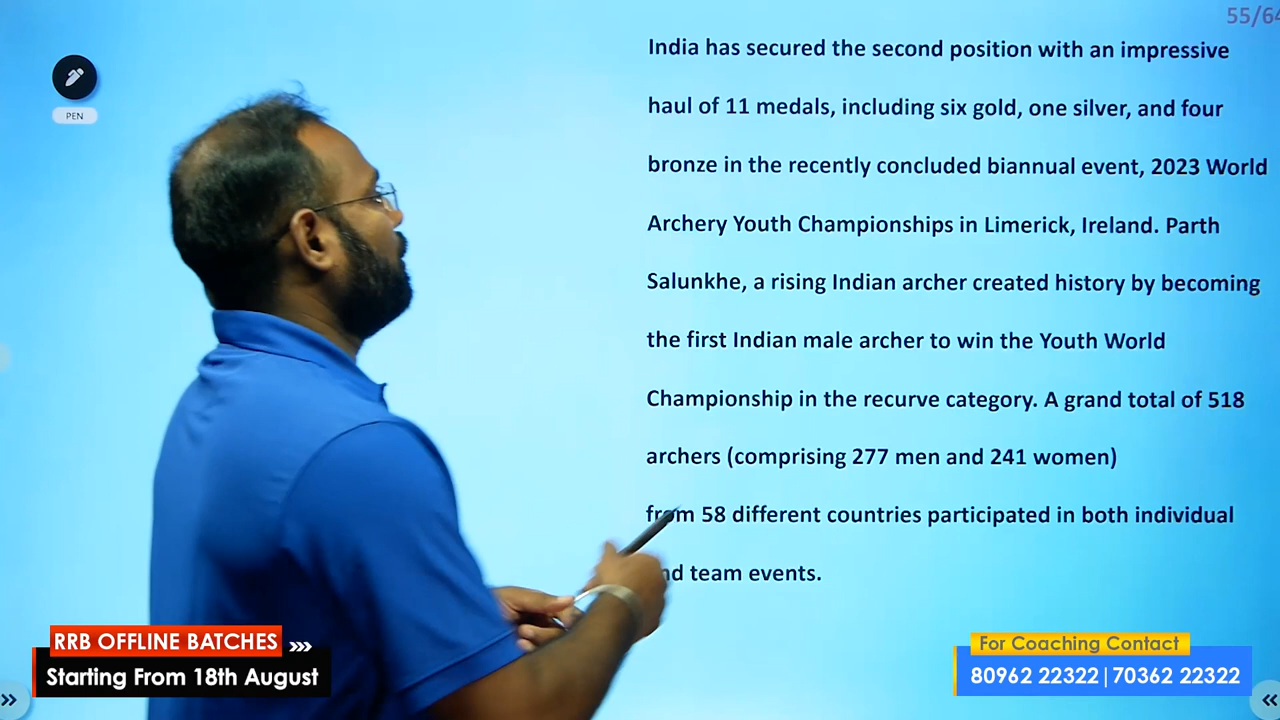 55/64
India has secured the second position with an impressive
PEN
haul of 11 medals, including six gold, one silver, and four
bronze in the recently concluded biannual event, 2023 World
Archery Youth Championships in Limerick, Ireland. Parth
Salunkhe, a rising Indian archer created history by becoming
the first Indian male archer to win the Youth World
Championship in the recurve category. A grand total of 518
archers (comprising 277 men and 241 women)
from 58 different countries participated in both individual
and team events.
RRB OFFLINE BATCHES
Starting From 18th August
For Coaching Contact
80962 22322 | 70362 22322